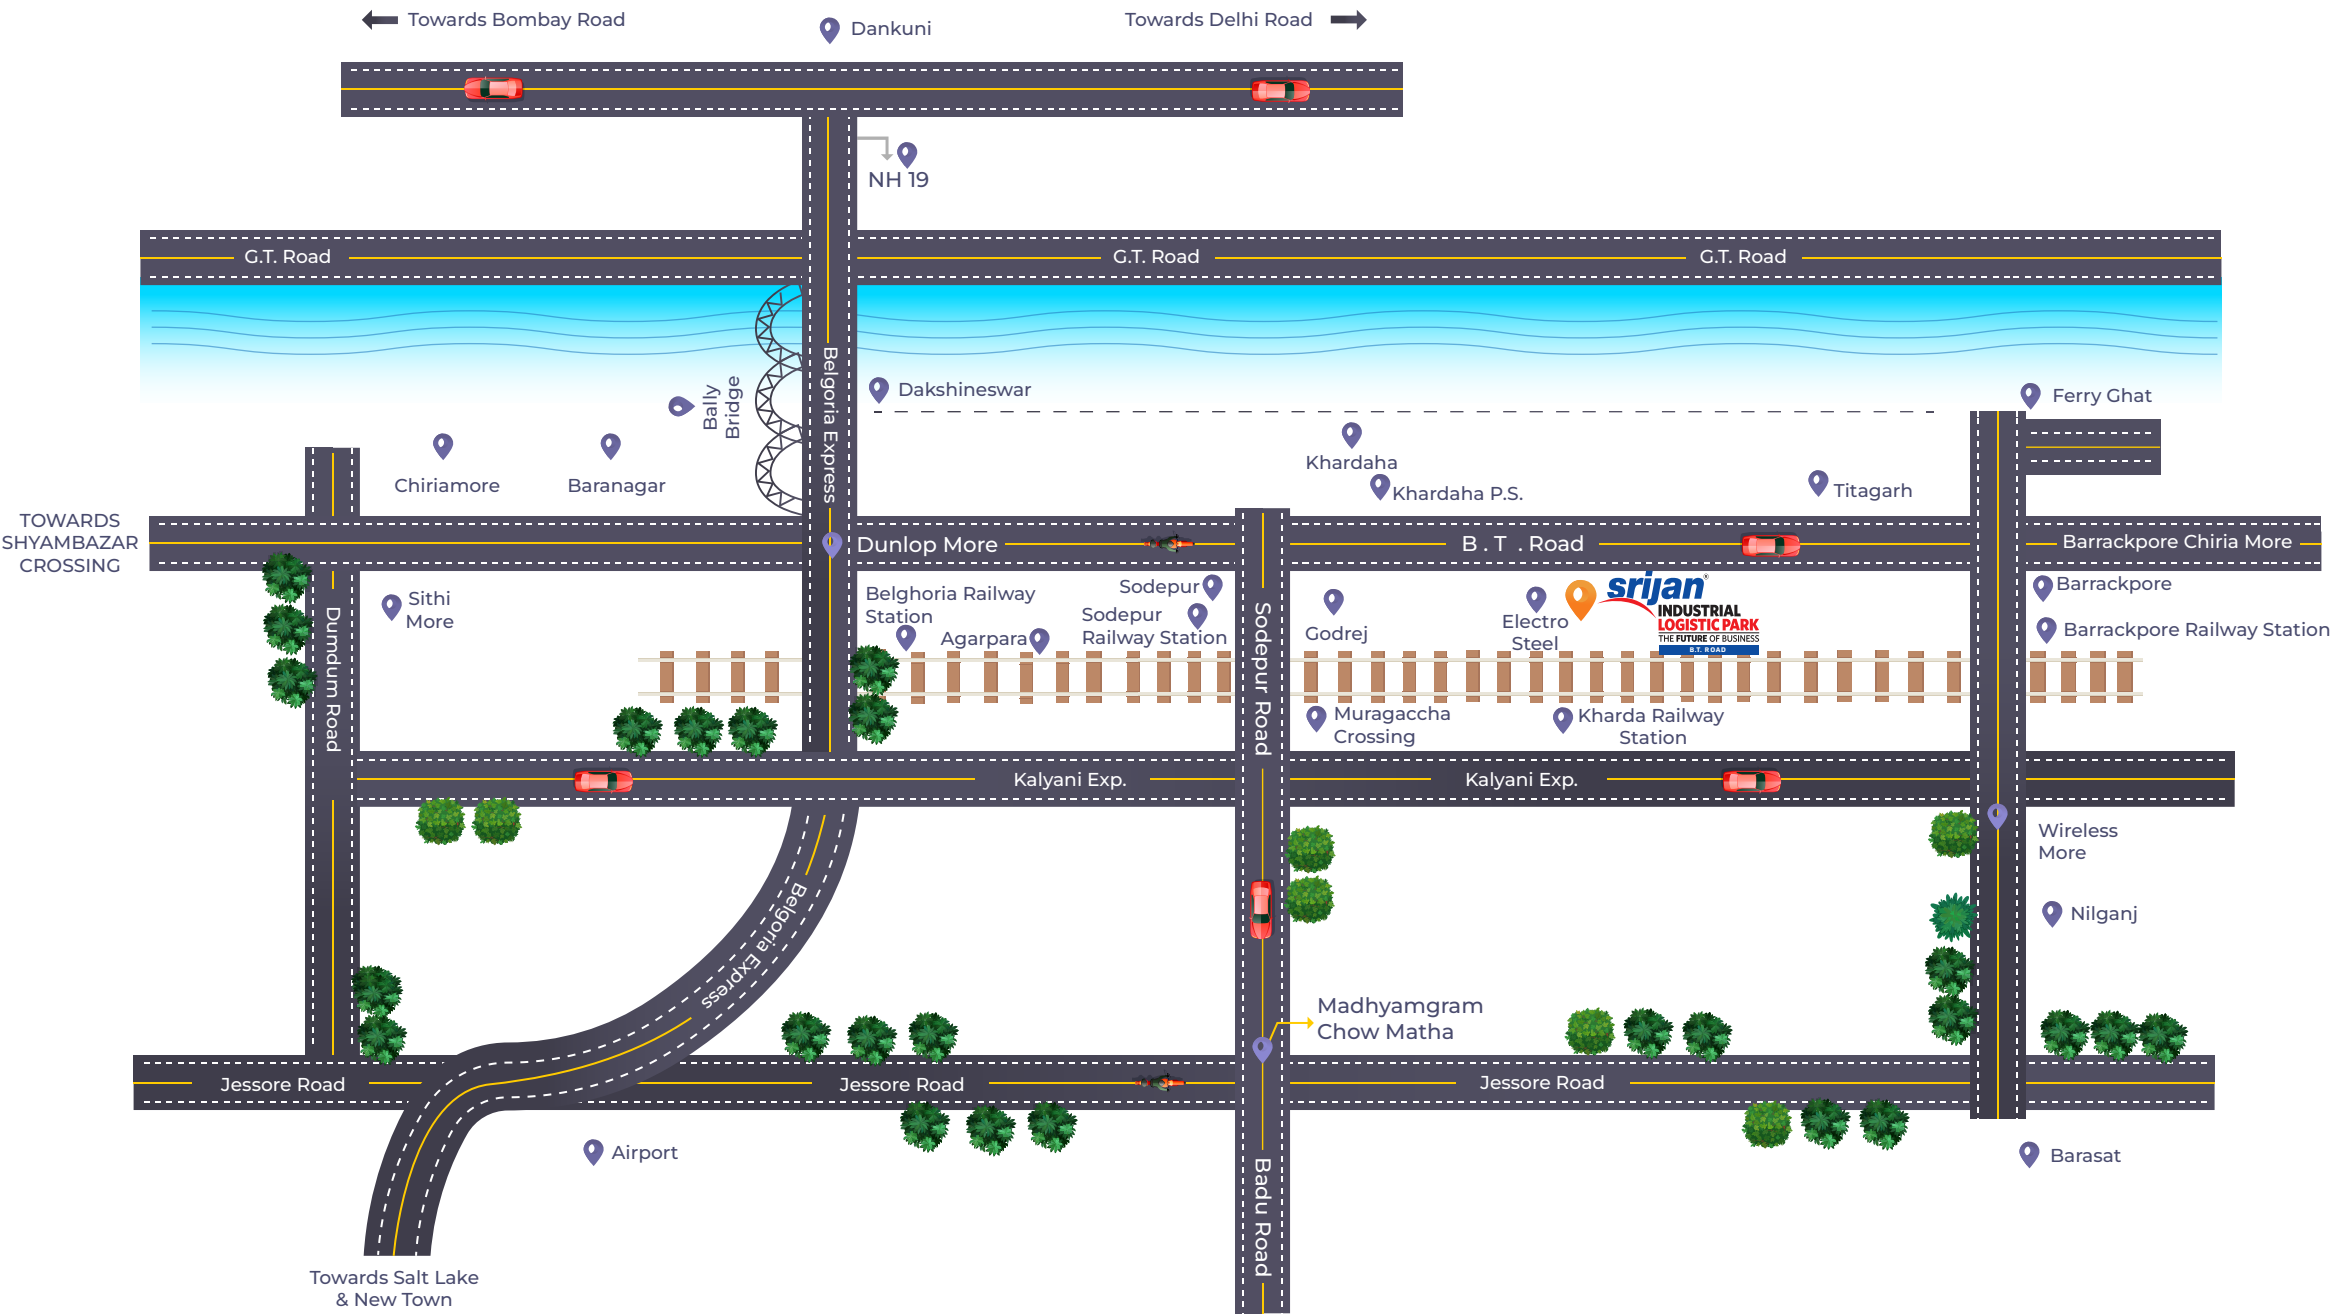 Towards Bombay Road
Dankuni
Towards Delhi Road
NH 19
G.T. Road
G.T. Road
G.T. Road
Belgoria Express
Bally
Bridge
Dakshineswar
Ferry Ghat
Chiriamore
Baranagar
Khardaha
Khardaha P.S.
Titagarh
TOWARDS
SHYAMBAZAR
CROSSING
Dunlop More
B . T . Road
Barrackpore Chiria More
Sithi
More
Dumdum Road
Belghoria Railway
Station
Agarpara
Sodepur
Sodepur
Railway Station
Sodepur Road
Godrej
Electro
Steel
srijan®
INDUSTRIAL
LOGISTIC PARK
THE FUTURE OF BUSINESS
B.T. ROAD
Barrackpore
Barrackpore Railway Station
Muragaccha
Crossing
Kharda Railway
Station
Kalyani Exp.
Kalyani Exp.
Wireless
More
Nilganj
Belgoria Express
Madhyamgram
Chow Matha
Jessore Road
Jessore Road
Jessore Road
Airport
Badu Road
Barasat
Towards Salt Lake
& New Town